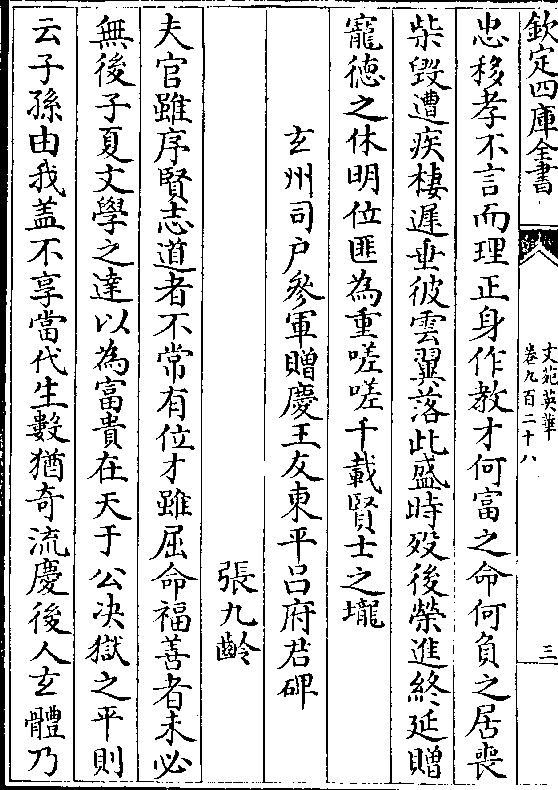 欽定四庫全書
文苑英華
卷九百二十八
三
忠移孝不言而理正身作教才何富之命何負之居喪
柴毀遭疾棲遲垂彼雲翼落此盛時殁後榮進終延贈
寵德之休明位匪為重嗟嗟千載賢士之壠
玄州司户參軍贈慶王友東平吕府君碑
張九齡
夫官雖序賢志道者不常有位才雖屈命福善者未必
無後子夏文學之達以為富貴在天于公决獄之平則
云子孫由我蓋不享當代生數猶奇流慶後人玄體乃